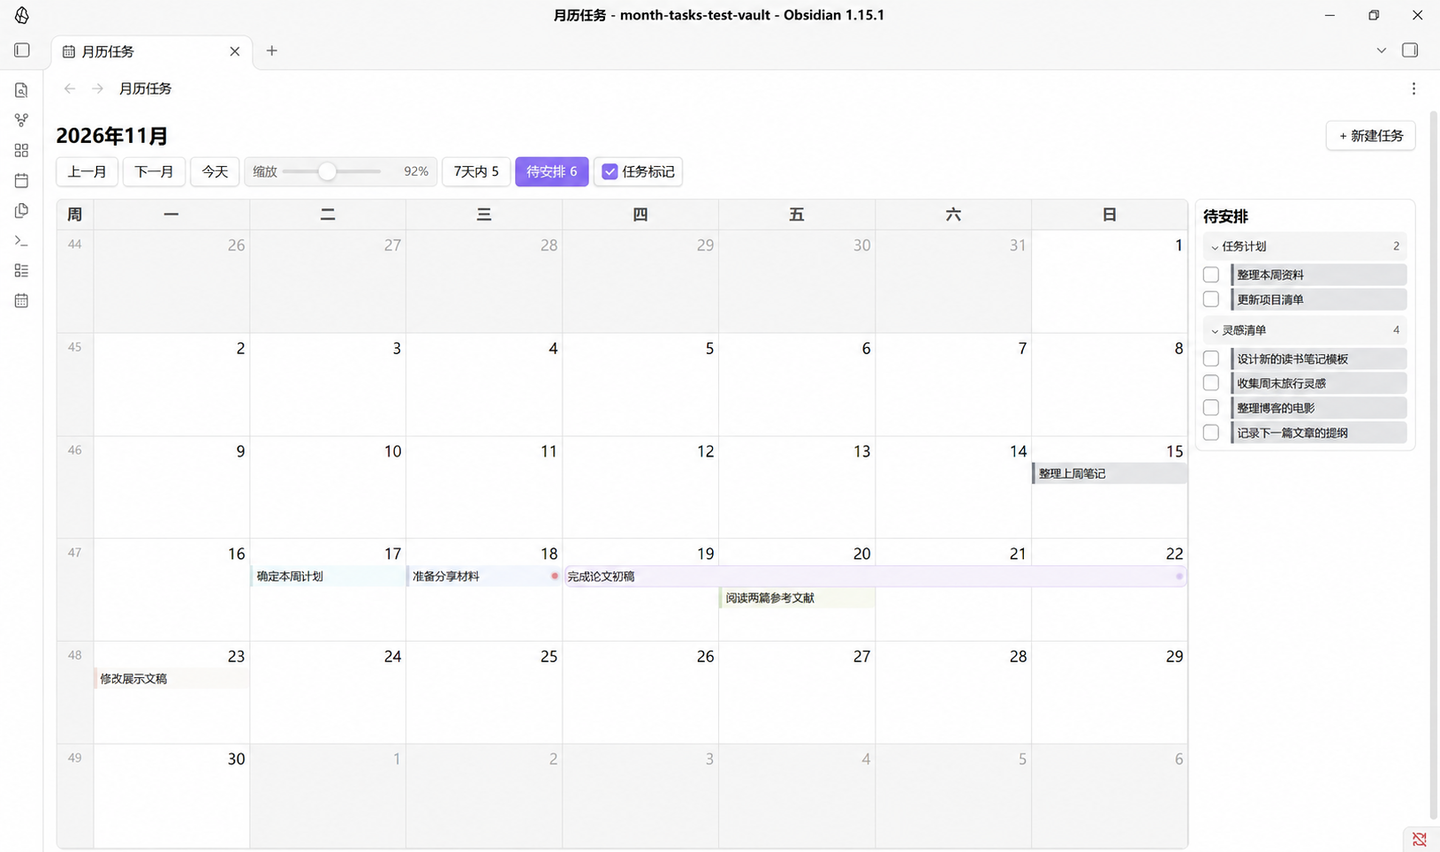 月历任务 - month-tasks-test-vault - Obsidian 1.15.1
月历任务
月历任务
2026年11月
+ 新建任务
上一月 下一月 今天 缩放 92% 7天内 5 待安排 6 任务标记
周 一 二 三 四 五 六 日
44 26 27 28 29 30 31 1
45 2 3 4 5 6 7 8
46 9 10 11 12 13 14 15
整理上周笔记
47 16 17 18 19 20 21 22
确定本周计划 准备分享材料 完成论文初稿
阅读两篇参考文献
48 23 24 25 26 27 28 29
修改展示文稿
49 30 1 2 3 4 5 6
待安排
任务计划 2
整理本周资料
更新项目清单
灵感清单 4
设计新的读书笔记模板
收集周末旅行灵感
整理博客的电影
记录下一篇文章的提纲